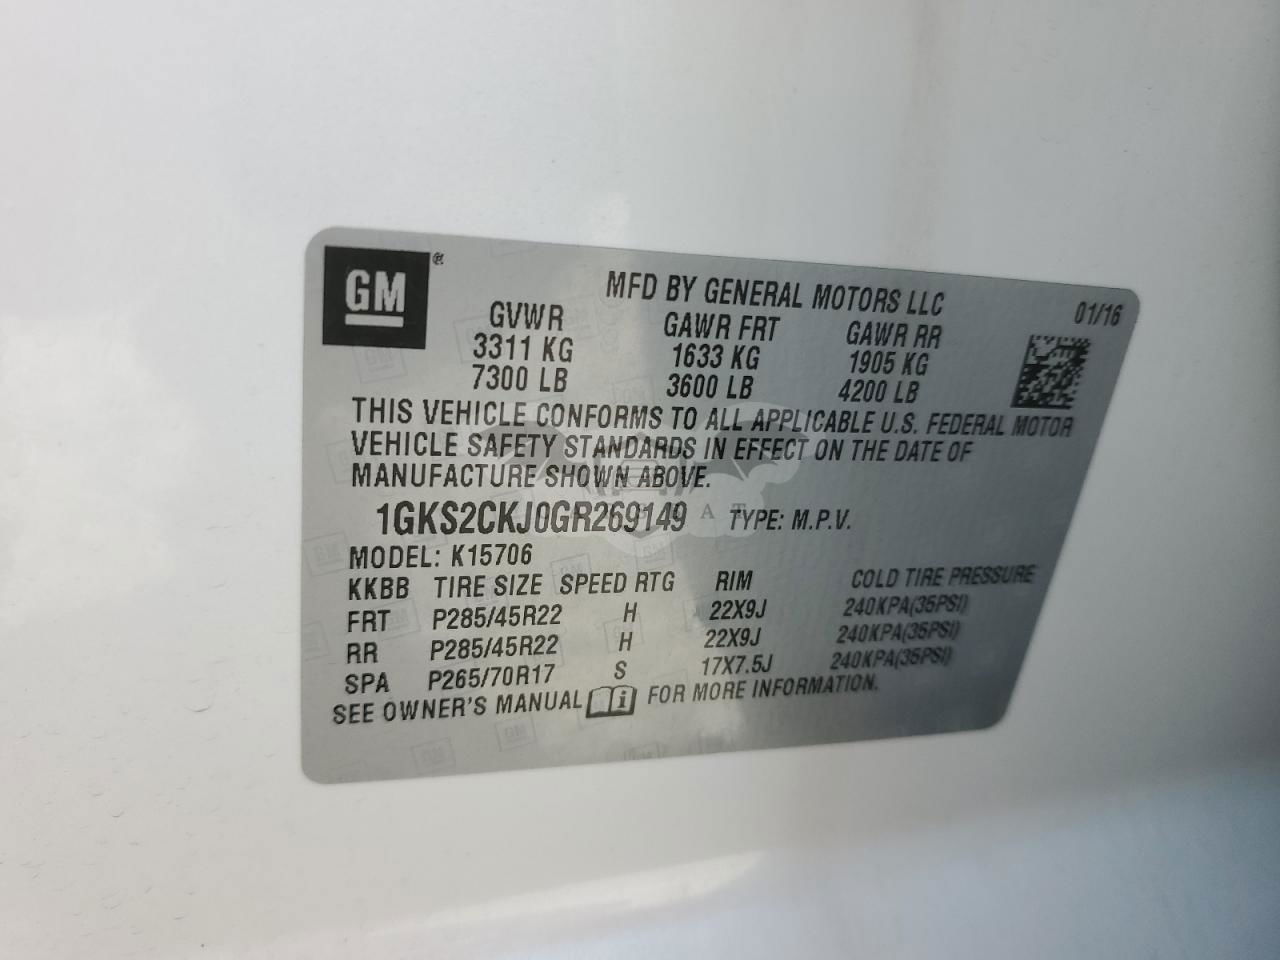 GM
MFD BY GENERAL MOTORS LLC
01/16
GVWR GAWR FRT GAWR RR
3311 KG 1633 KG 1905 KG
7300 LB 3600 LB 4200 LB
THIS VEHICLE CONFORMS TO ALL APPLICABLE U.S. FEDERAL MOTOR
VEHICLE SAFETY STANDARDS IN EFFECT ON THE DATE OF
MANUFACTURE SHOWN ABOVE.
1GKS2CKJ0GR269149 TYPE: M.P.V.
MODEL: K15706
KKBB TIRE SIZE SPEED RTG RIM COLD TIRE PRESSURE
FRT P285/45R22 H 22X9J 240KPA(35PSI)
RR P285/45R22 H 22X9J 240KPA(35PSI)
SPA P265/70R17 S 17X7.5J 240KPA(35PSI)
SEE OWNER'S MANUAL i FOR MORE INFORMATION.